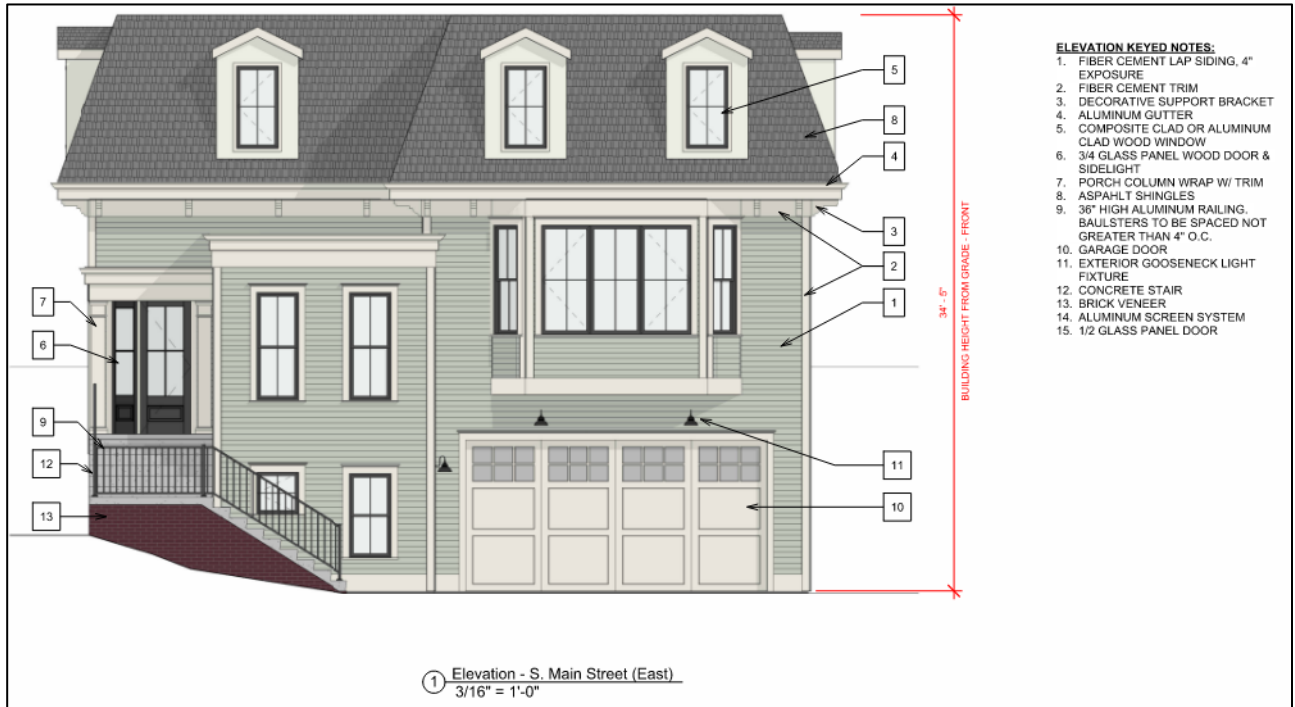 5
8
4
3
2
1
7
6
9
12
13
11
10
34' - 5"
BUILDING HEIGHT FROM GRADE - FRONT
ELEVATION KEYED NOTES:
1. FIBER CEMENT LAP SIDING, 4"
EXPOSURE
2. FIBER CEMENT TRIM
3. DECORATIVE SUPPORT BRACKET
4. ALUMINUM GUTTER
5. COMPOSITE CLAD OR ALUMINUM
CLAD WOOD WINDOW
6. 3/4 GLASS PANEL WOOD DOOR &
SIDELIGHT
7. PORCH COLUMN WRAP W/ TRIM
8. ASPAHLT SHINGLES
9. 36" HIGH ALUMINUM RAILING.
BAULSTERS TO BE SPACED NOT
GREATER THAN 4" O.C.
10. GARAGE DOOR
11. EXTERIOR GOOSENECK LIGHT
FIXTURE
12. CONCRETE STAIR
13. BRICK VENEER
14. ALUMINUM SCREEN SYSTEM
15. 1/2 GLASS PANEL DOOR
1 Elevation - S. Main Street (East)
3/16" = 1'-0"